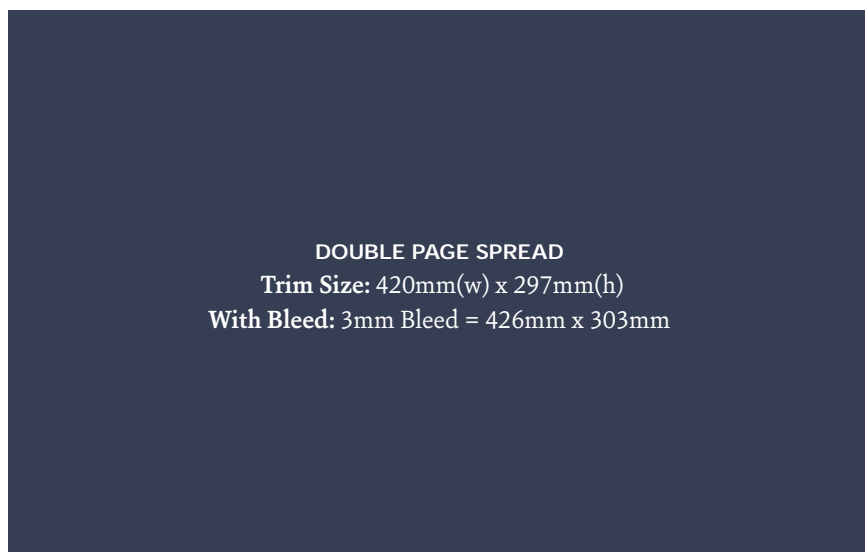 DOUBLE PAGE SPREAD
Trim Size: 420mm(w) x 297mm(h)
With Bleed: 3mm Bleed = 426mm x 303mm